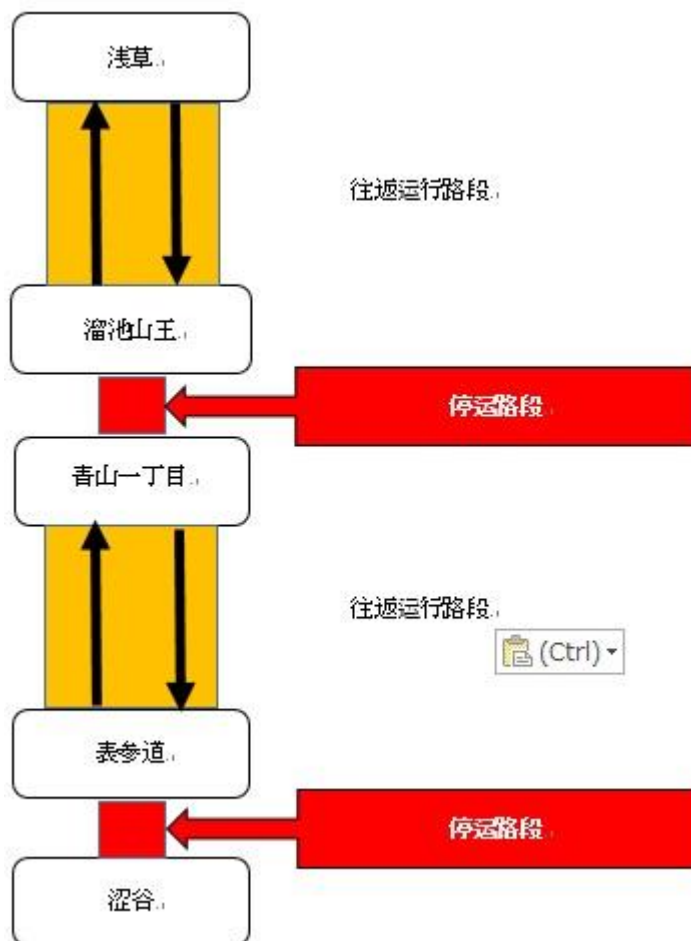 浅草
往返运行路段
溜池山王
停运路段
青山一丁目
往返运行路段
(Ctrl)
表参道
停运路段
涩谷